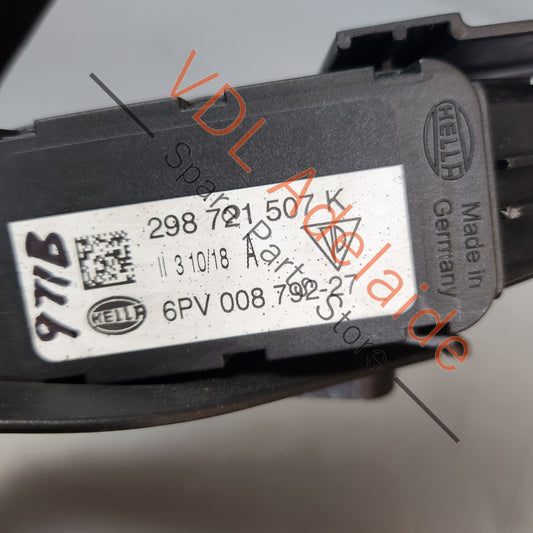 HELLA
Made in
Germany
298 721 507 K
II 3 10/18 A
HELLA 6PV 008 792-27
971B
VDL Adelaide
Spare Parts Store